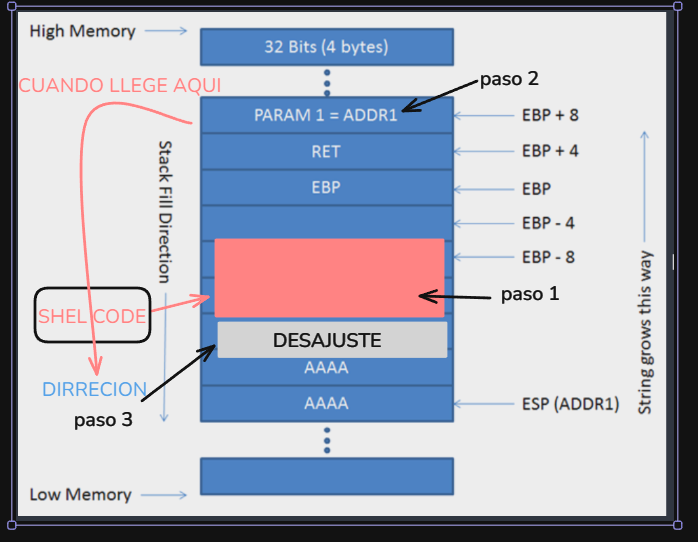 High Memory
32 Bits (4 bytes)
CUANDO LLEGE AQUI
paso 2
PARAM 1 = ADDR1
EBP + 8
RET
EBP + 4
EBP
EBP
EBP - 4
EBP - 8
Stack Fill Direction
paso 1
SHEL CODE
DESAJUSTE
String grows this way
AAAA
DIRRECION
paso 3
AAAA
ESP (ADDR1)
Low Memory